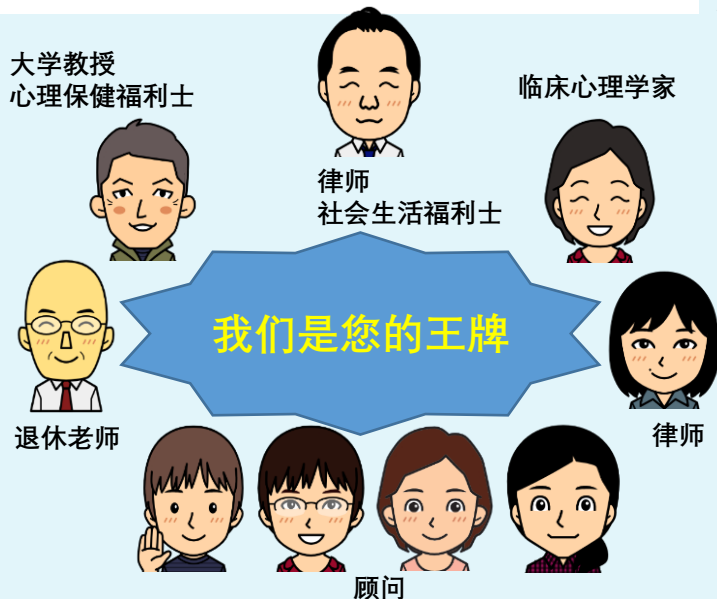 大学教授
心理保健福利士
律师
社会生活福利士
临床心理学家
我们是您的王牌
退休老师
律师
顾问